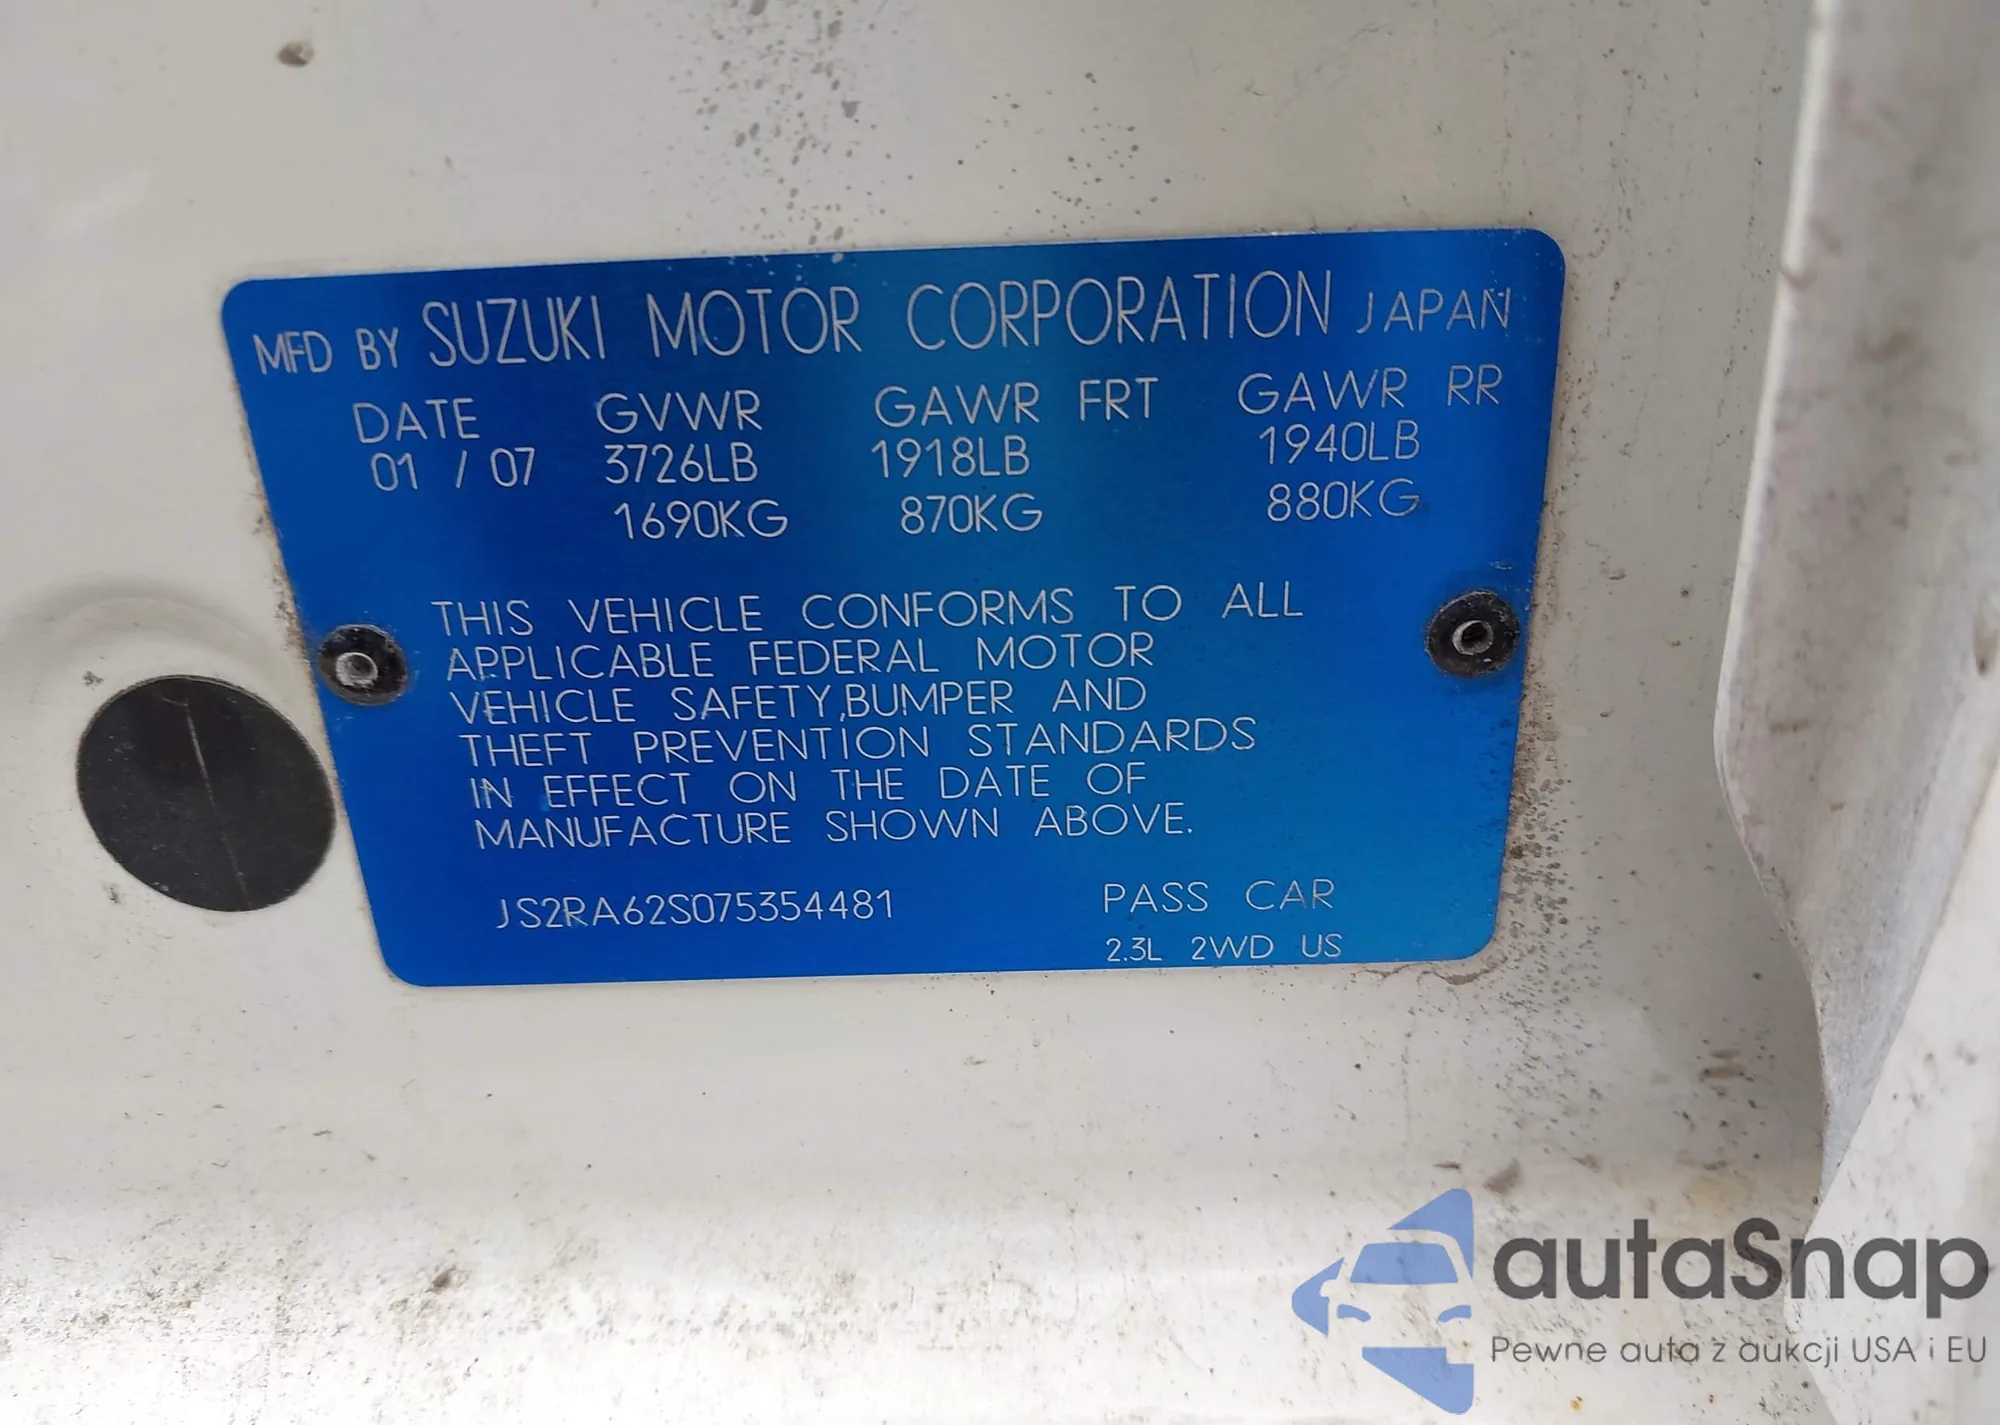 MFD BY SUZUKI MOTOR CORPORATION JAPAN
DATE GVWR GAWR FRT GAWR RR
01 / 07 3726LB 1918LB 1940LB
1690KG 870KG 880KG
THIS VEHICLE CONFORMS TO ALL
APPLICABLE FEDERAL MOTOR
VEHICLE SAFETY,BUMPER AND
THEFT PREVENTION STANDARDS
IN EFFECT ON THE DATE OF
MANUFACTURE SHOWN ABOVE.
JS2RA62S075354481 PASS CAR
2.3L 2WD US
autaSnap
Pewne auta z aukcji USA i EU